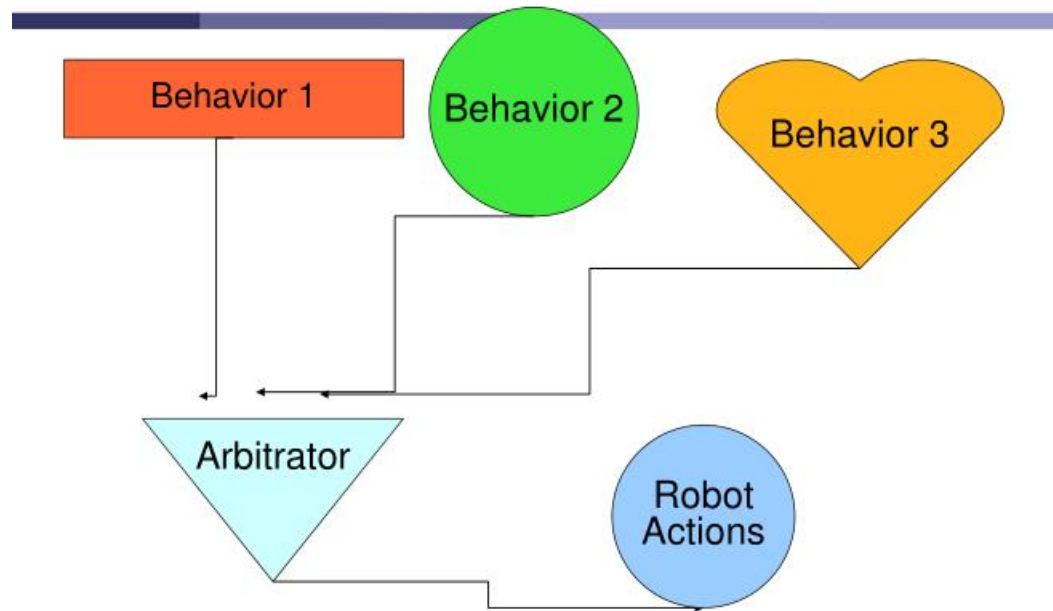 Behavior 1
Behavior 2
Behavior 3
Arbitrator
Robot
Actions